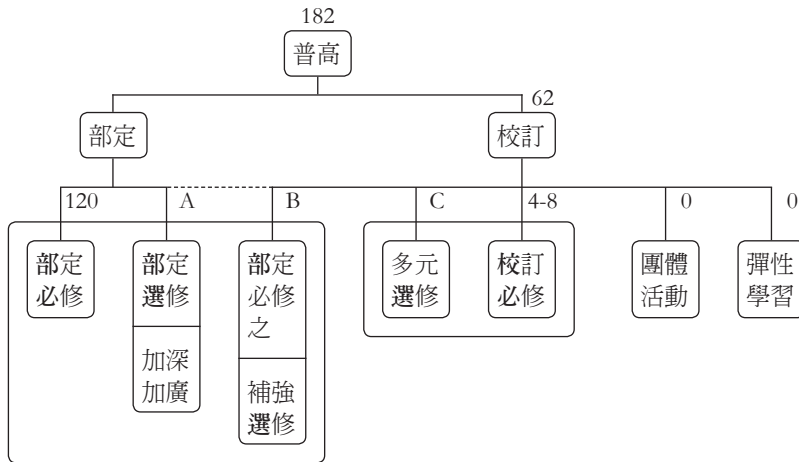 182
普高
62
部定
校訂
120
A
B
C
4-8
0
0
部定
必修
部定
選修
加深
加廣
部定
必修
之
補強
選修
多元
選修
校訂
必修
團體
活動
彈性
學習